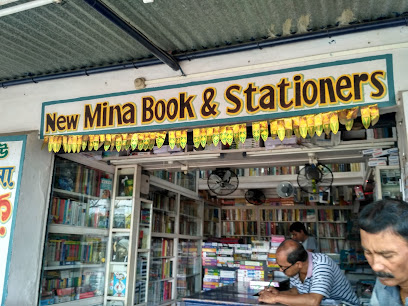 New Mina Book & Stationers